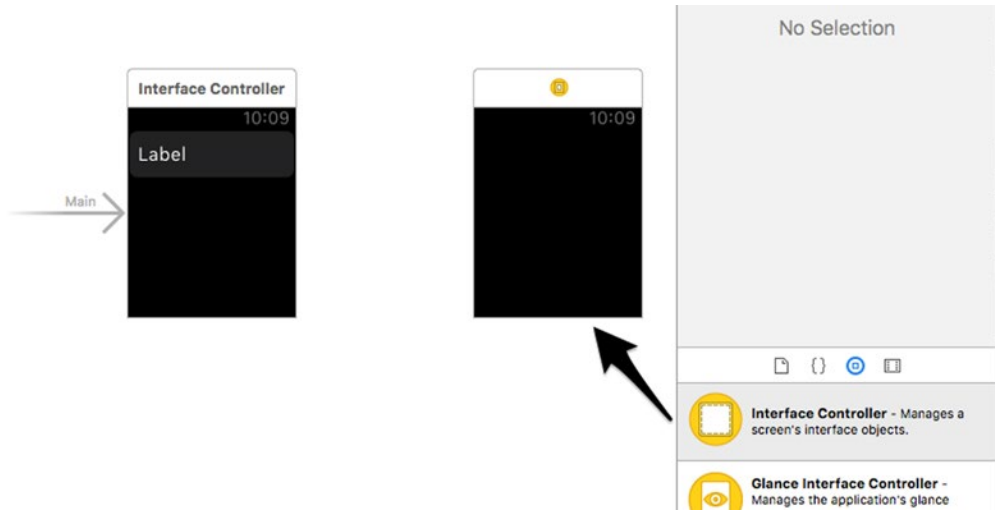 No Selection
Interface Controller
10:09
10:09
Label
Main
{}
Interface Controller - Manages a
screen's interface objects.
Glance Interface Controller -
Manages the application's glance